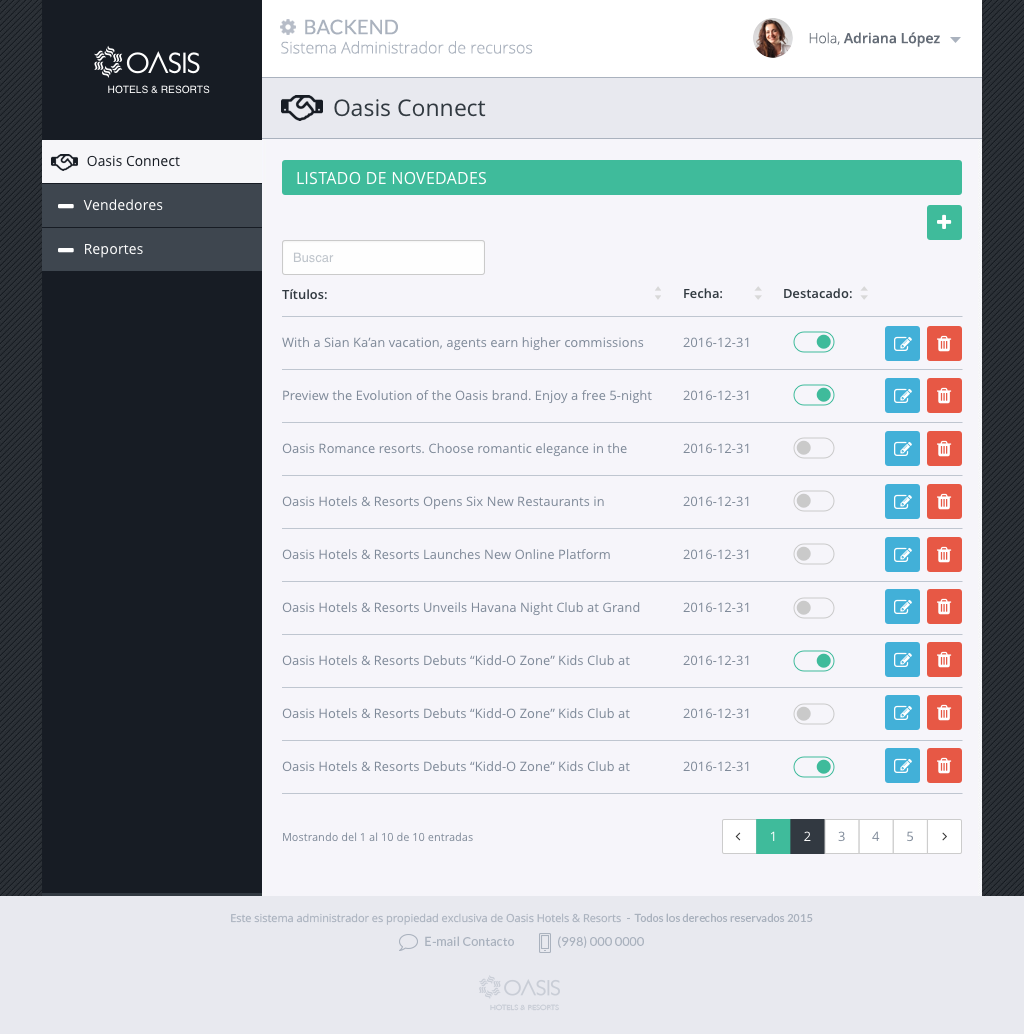 OASIS
HOTELS & RESORTS
BACKEND
Sistema Administrador de recursos
Hola, Adriana López
Oasis Connect
Oasis Connect
Vendedores
Reportes
LISTADO DE NOVEDADES
+
Buscar
Títulos: Fecha: Destacado:
With a Sian Ka’an vacation, agents earn higher commissions 2016-12-31
Preview the Evolution of the Oasis brand. Enjoy a free 5-night 2016-12-31
Oasis Romance resorts. Choose romantic elegance in the 2016-12-31
Oasis Hotels & Resorts Opens Six New Restaurants in 2016-12-31
Oasis Hotels & Resorts Launches New Online Platform 2016-12-31
Oasis Hotels & Resorts Unveils Havana Night Club at Grand 2016-12-31
Oasis Hotels & Resorts Debuts “Kidd-O Zone” Kids Club at 2016-12-31
Oasis Hotels & Resorts Debuts “Kidd-O Zone” Kids Club at 2016-12-31
Oasis Hotels & Resorts Debuts “Kidd-O Zone” Kids Club at 2016-12-31
Mostrando del 1 al 10 de 10 entradas
1 2 3 4 5
Este sistema administrador es propiedad exclusiva de Oasis Hotels & Resorts - Todos los derechos reservados 2015
E-mail Contacto (998) 000 0000
OASIS
HOTELS & RESORTS